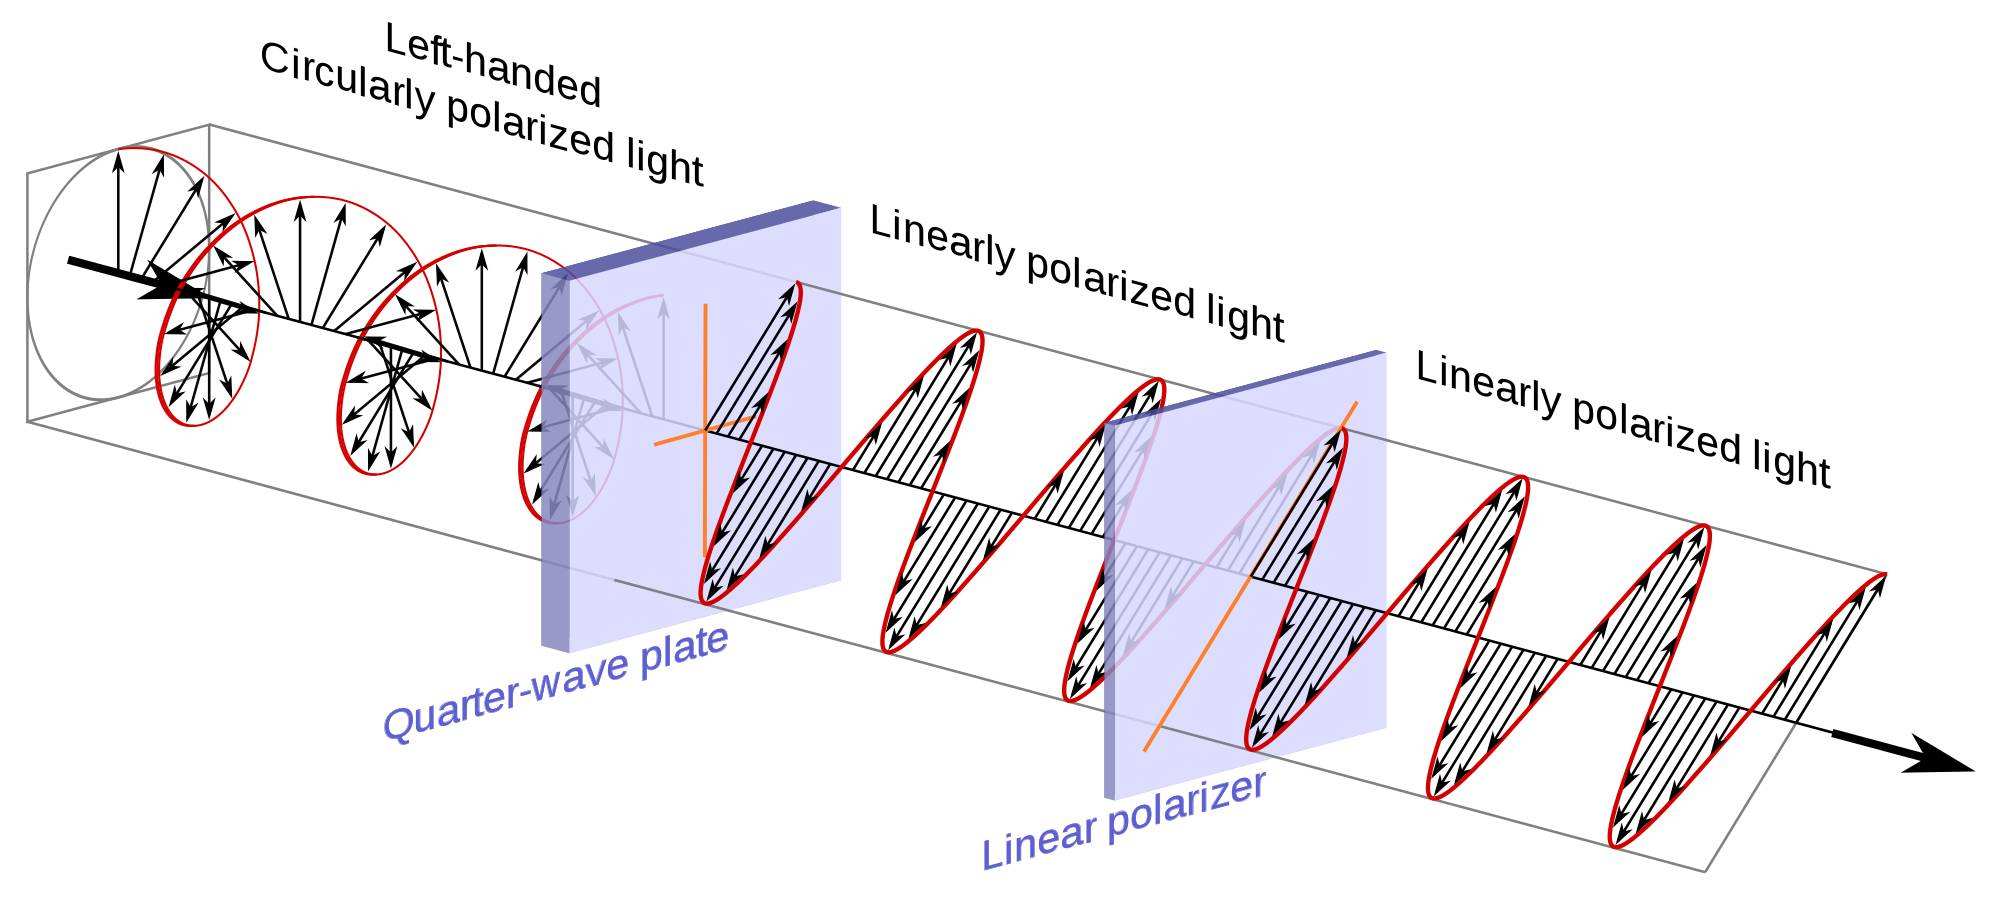 Left-handed
Circularly polarized light
Linearly polarized light
Linearly polarized light
Quarter-wave plate
Linear polarizer